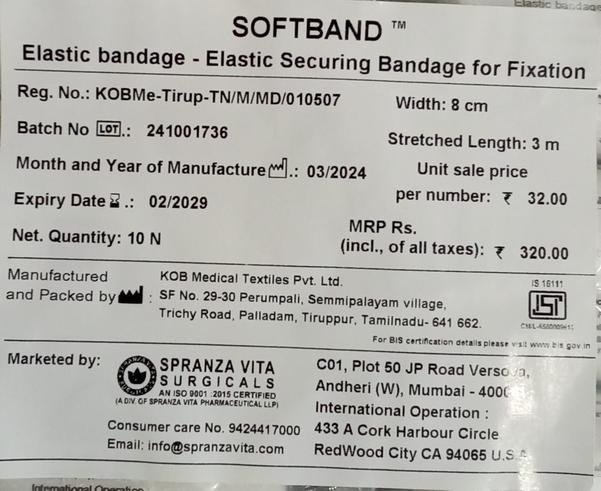 Elastic bandage
SOFTBAND ™
Elastic bandage - Elastic Securing Bandage for Fixation
Reg. No.: KOBMe-Tirup-TN/M/MD/010507
Width: 8 cm
Batch No LOT.: 241001736
Stretched Length: 3 m
Month and Year of Manufacture .: 03/2024
Unit sale price
per number: ₹ 32.00
Expiry Date .: 02/2029
MRP Rs.
(incl., of all taxes): ₹ 320.00
Net. Quantity: 10 N
Manufactured
and Packed by :
KOB Medical Textiles Pvt. Ltd.
SF No. 29-30 Perumpali, Semmipalayam village,
Trichy Road, Palladam, Tiruppur, Tamilnadu- 641 662.
IS 16111
ISI
For BIS certification details please visit www.bis.gov.in
Marketed by:
SPRANZA VITA
SURGICALS
AN ISO 9001 :2015 CERTIFIED
(A DIV. OF SPRANZA VITA PHARMACEUTICAL LLP)
Consumer care No. 9424417000
Email: info@spranzavita.com
C01, Plot 50 JP Road Versova,
Andheri (W), Mumbai -
International Operation :
433 A Cork Harbour Circle
RedWood City CA 94065 U.S.A
International Operation